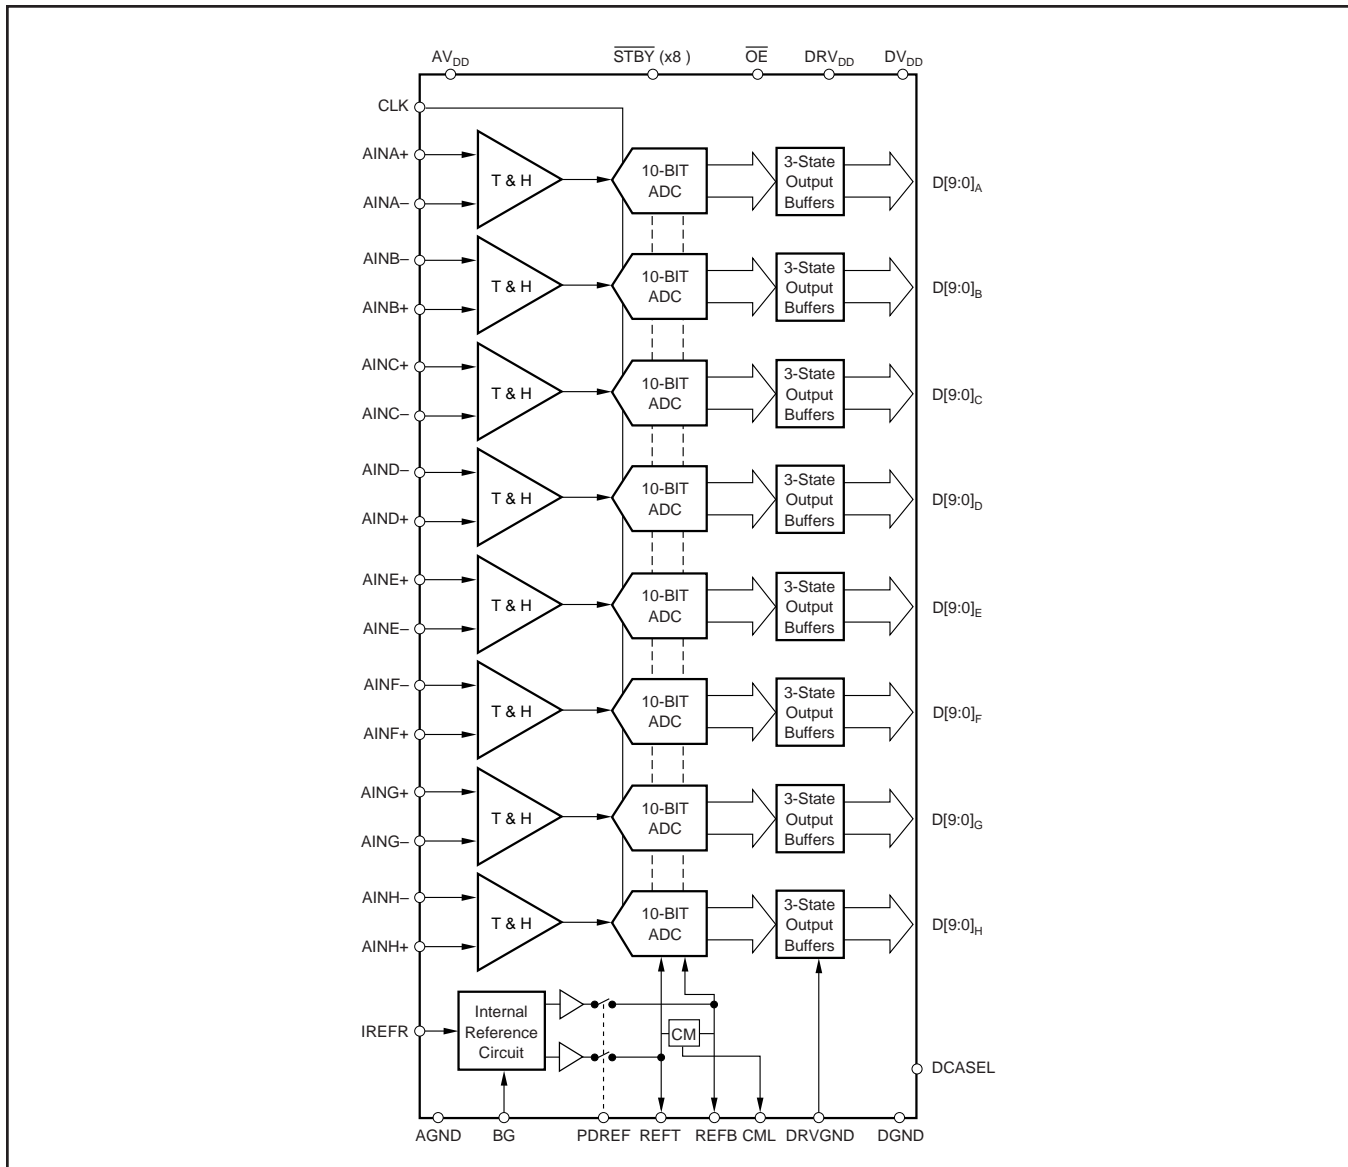 AVDD
STBY (x8 )
OE
DRVDD
DVDD
CLK
AINA+
AINA–
T & H
10-BIT
ADC
3-State
Output
Buffers
D[9:0]A
AINB–
AINB+
T & H
10-BIT
ADC
3-State
Output
Buffers
D[9:0]B
AINC+
AINC–
T & H
10-BIT
ADC
3-State
Output
Buffers
D[9:0]C
AIND–
AIND+
T & H
10-BIT
ADC
3-State
Output
Buffers
D[9:0]D
AINE+
AINE–
T & H
10-BIT
ADC
3-State
Output
Buffers
D[9:0]E
AINF–
AINF+
T & H
10-BIT
ADC
3-State
Output
Buffers
D[9:0]F
AING+
AING–
T & H
10-BIT
ADC
3-State
Output
Buffers
D[9:0]G
AINH–
AINH+
T & H
10-BIT
ADC
3-State
Output
Buffers
D[9:0]H
IREFR
Internal
Reference
Circuit
CM
DCASEL
AGND
BG
PDREF
REFT
REFB
CML
DRVGND
DGND